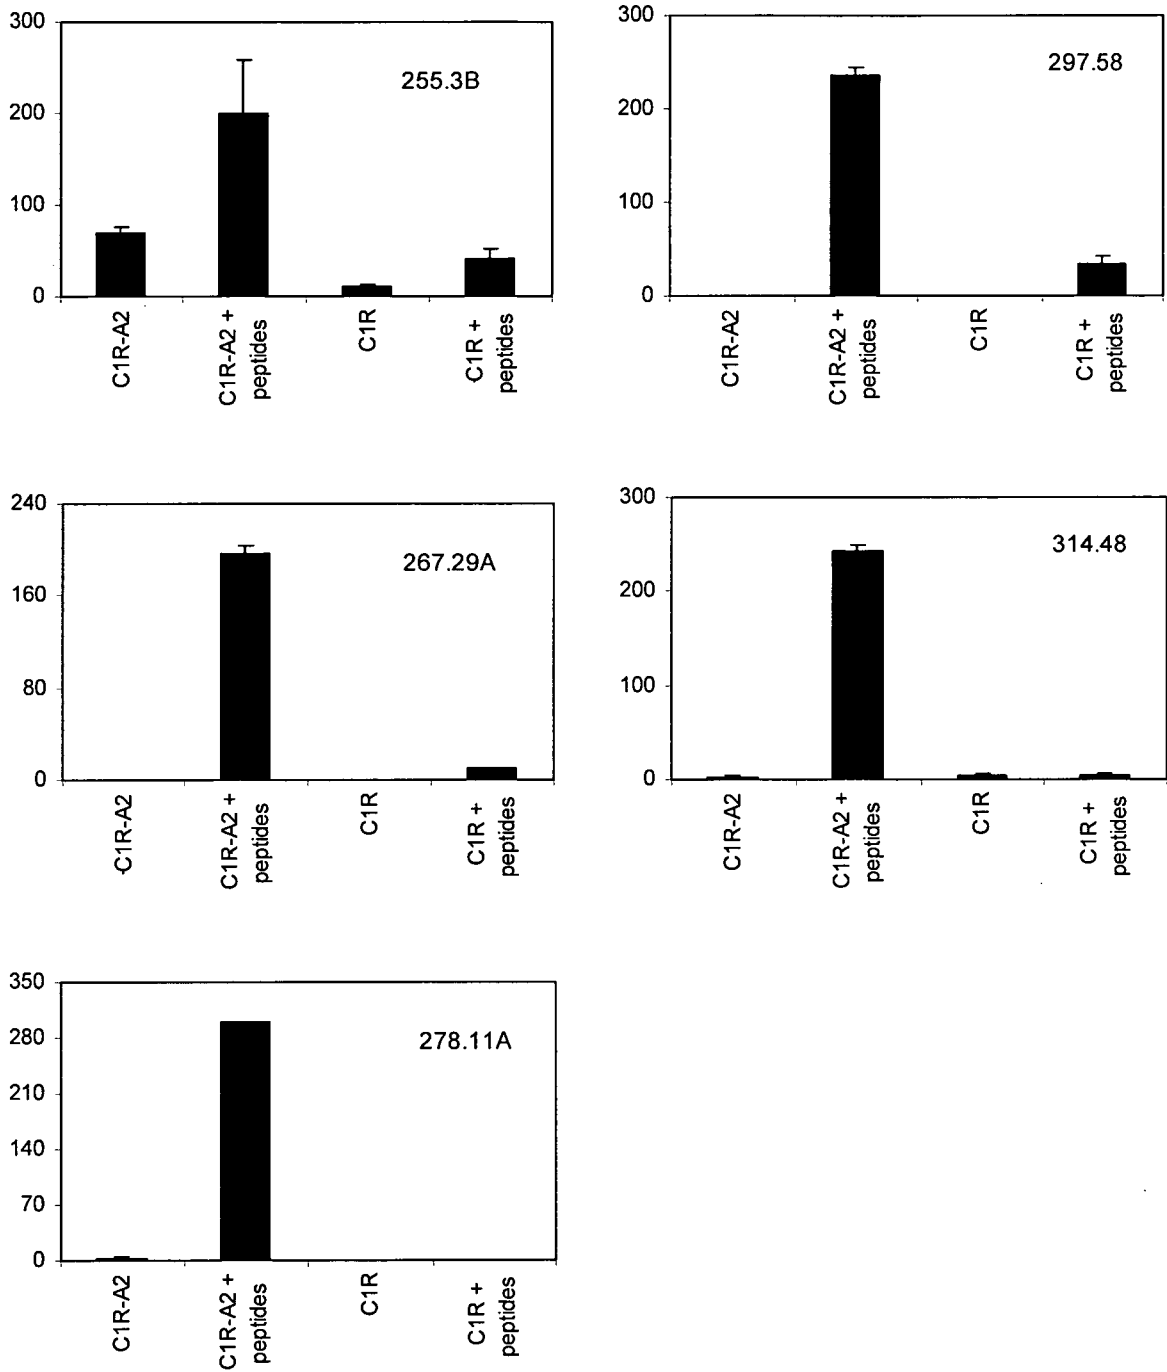 300
200
100
0
255.3B
C1R-A2
C1R-A2 +
peptides
C1R
C1R +
peptides
300
200
100
0
297.58
C1R-A2
C1R-A2 +
peptides
C1R
C1R +
peptides
240
160
80
0
267.29A
C1R-A2
C1R-A2 +
peptides
C1R
C1R +
peptides
300
200
100
0
314.48
C1R-A2
C1R-A2 +
peptides
C1R
C1R +
peptides
350
280
210
140
70
0
278.11A
C1R-A2
C1R-A2 +
peptides
C1R
C1R +
peptides